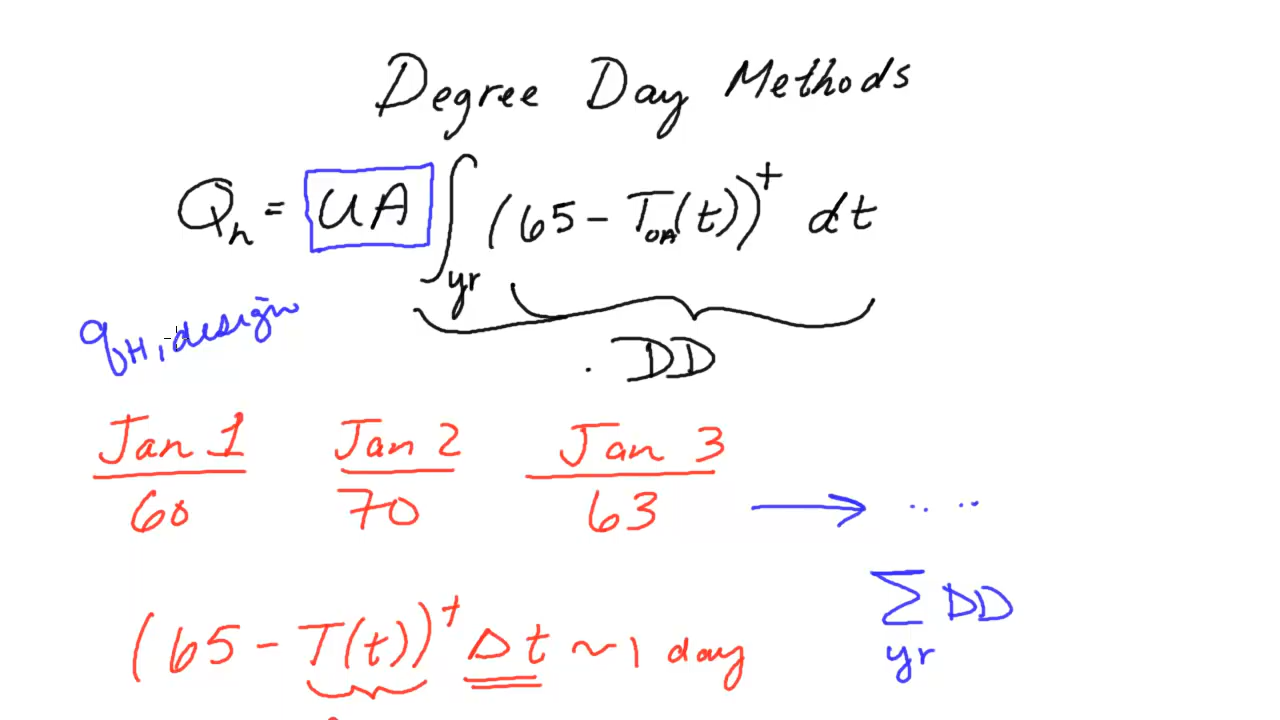 Degree Day Methods
Qh = UA ∫yr (65 - TOA(t))⁺ dt
qH, design
DD
Jan 1 Jan 2 Jan 3
60 70 63 → .. ..
∑yr DD
(65 - T(t))⁺ Δt ~ 1 day